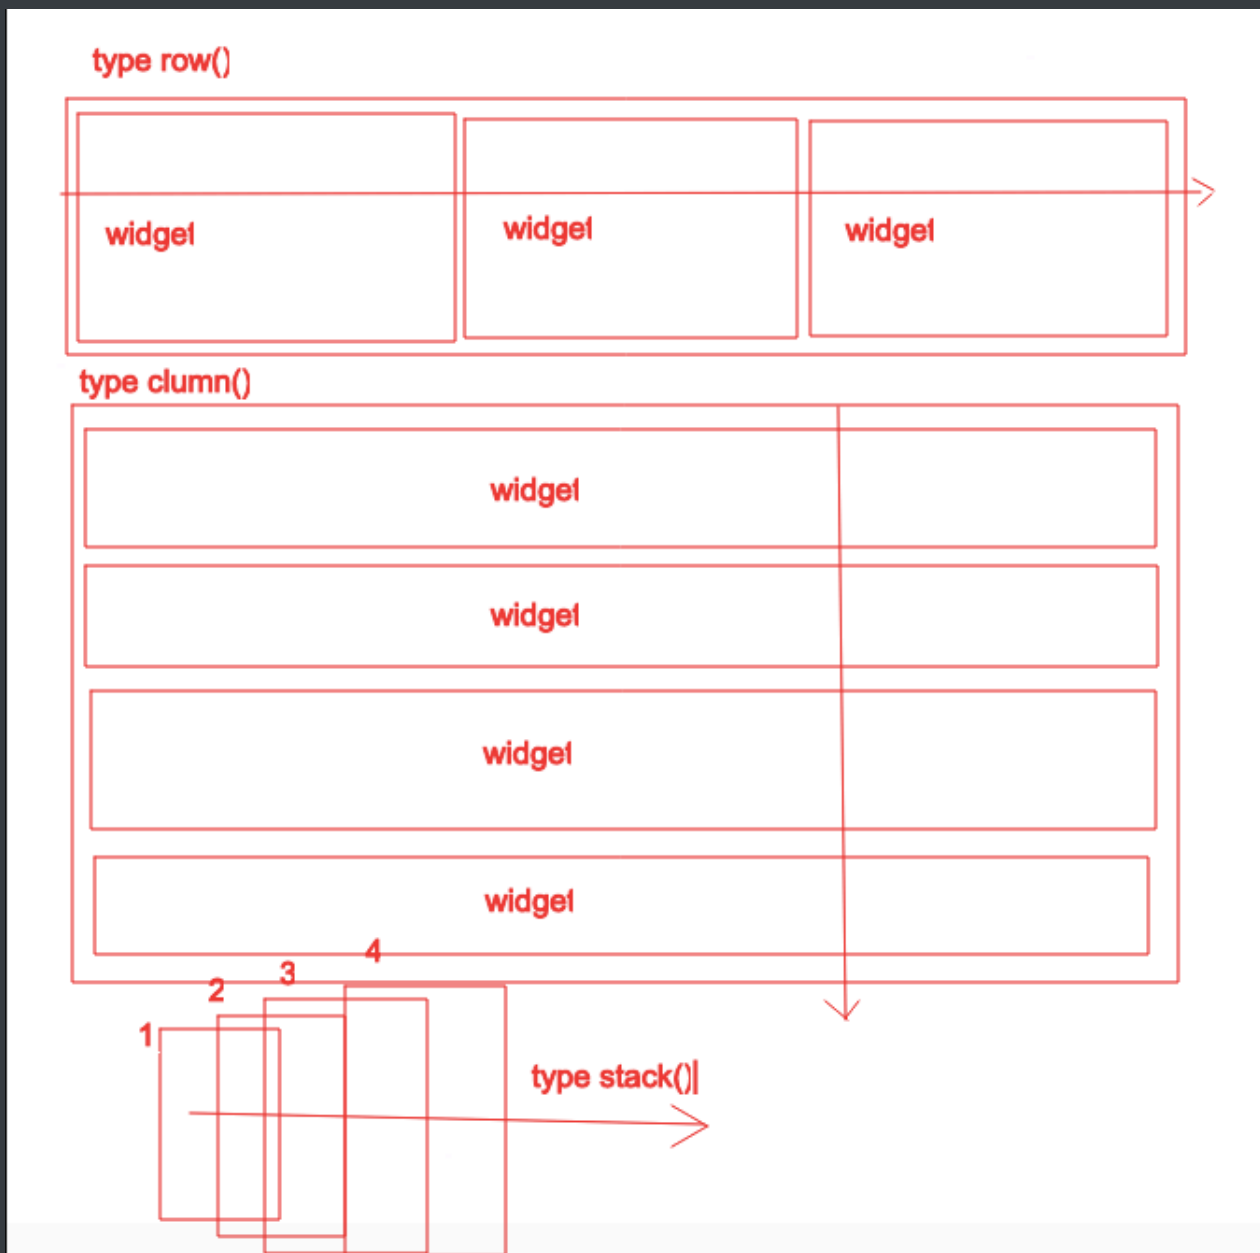 type row()
widget
widget
widget
type clumn()
widget
widget
widget
widget
4
3
2
1
type stack()